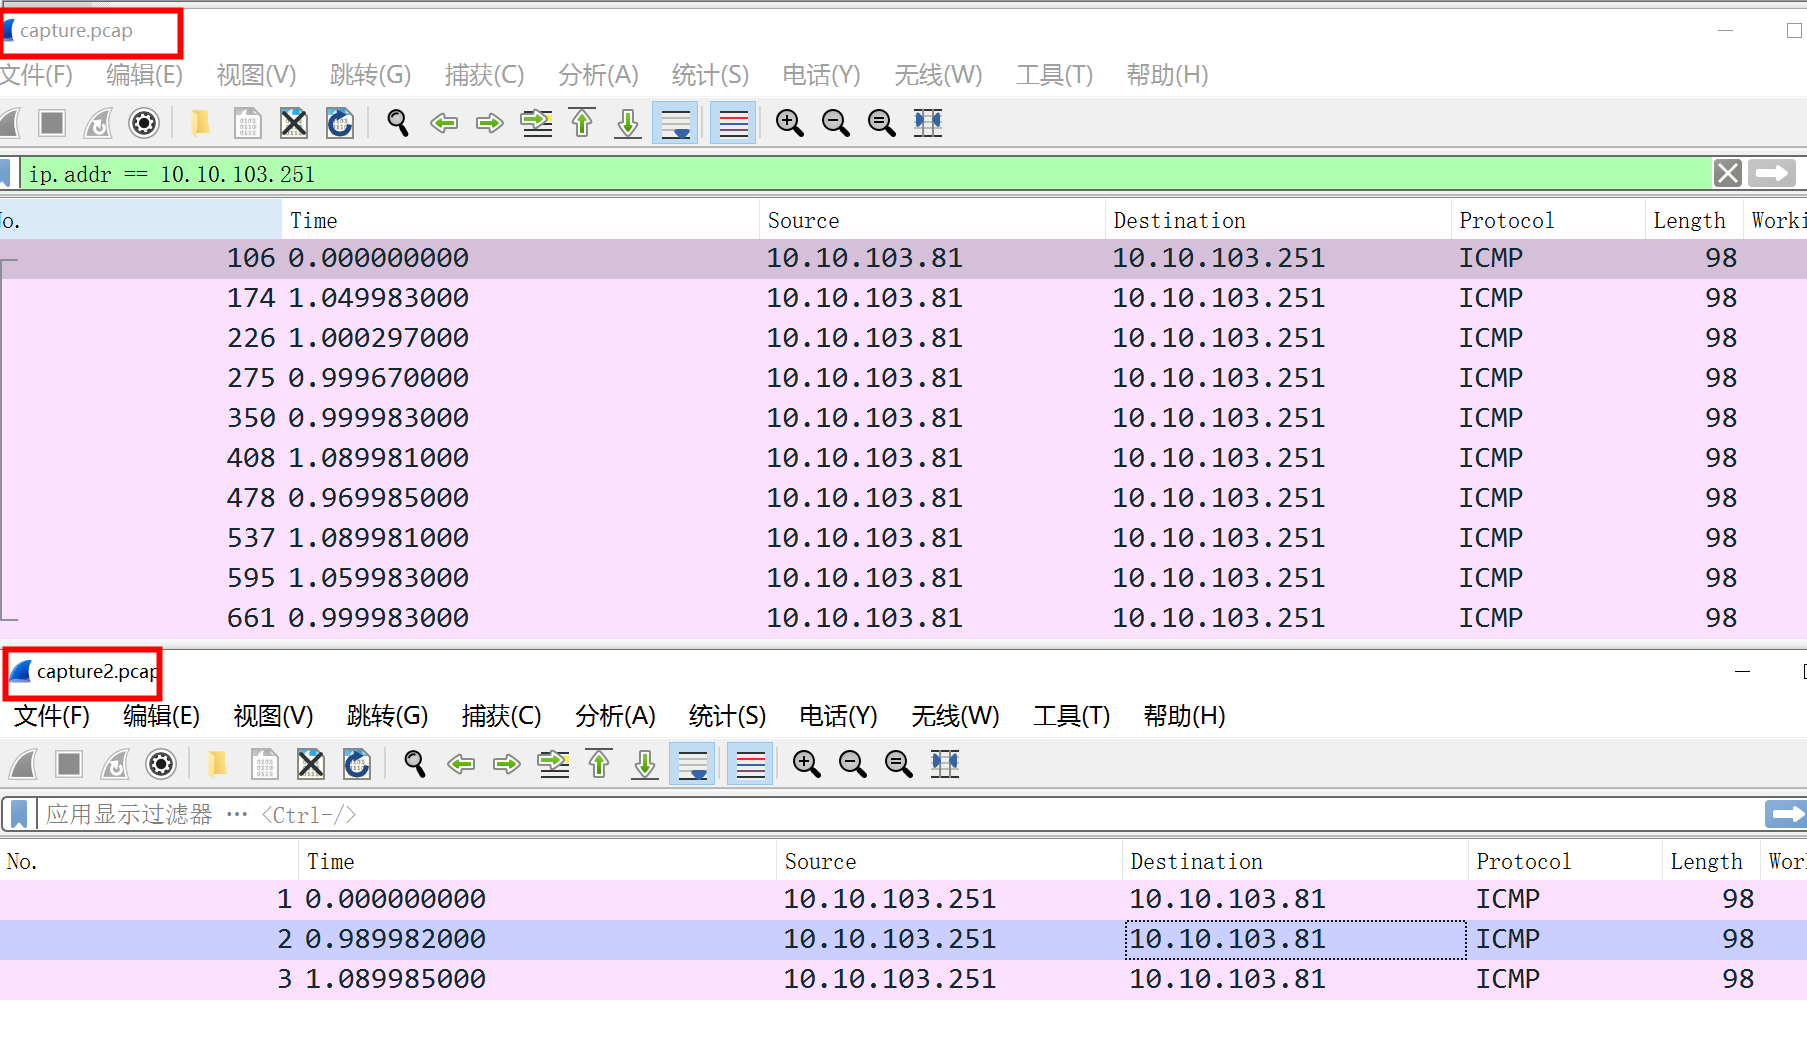 capture.pcap
文件(F) 编辑(E) 视图(V) 跳转(G) 捕获(C) 分析(A) 统计(S) 电话(Y) 无线(W) 工具(T) 帮助(H)
ip.addr == 10.10.103.251
No. Time Source Destination Protocol Length Worki
106 0.000000000 10.10.103.81 10.10.103.251 ICMP 98
174 1.049983000 10.10.103.81 10.10.103.251 ICMP 98
226 1.000297000 10.10.103.81 10.10.103.251 ICMP 98
275 0.999670000 10.10.103.81 10.10.103.251 ICMP 98
350 0.999983000 10.10.103.81 10.10.103.251 ICMP 98
408 1.089981000 10.10.103.81 10.10.103.251 ICMP 98
478 0.969985000 10.10.103.81 10.10.103.251 ICMP 98
537 1.089981000 10.10.103.81 10.10.103.251 ICMP 98
595 1.059983000 10.10.103.81 10.10.103.251 ICMP 98
661 0.999983000 10.10.103.81 10.10.103.251 ICMP 98
capture2.pcap
文件(F) 编辑(E) 视图(V) 跳转(G) 捕获(C) 分析(A) 统计(S) 电话(Y) 无线(W) 工具(T) 帮助(H)
应用显示过滤器 … <Ctrl-/>
No. Time Source Destination Protocol Length Wor
1 0.000000000 10.10.103.251 10.10.103.81 ICMP 98
2 0.989982000 10.10.103.251 10.10.103.81 ICMP 98
3 1.089985000 10.10.103.251 10.10.103.81 ICMP 98